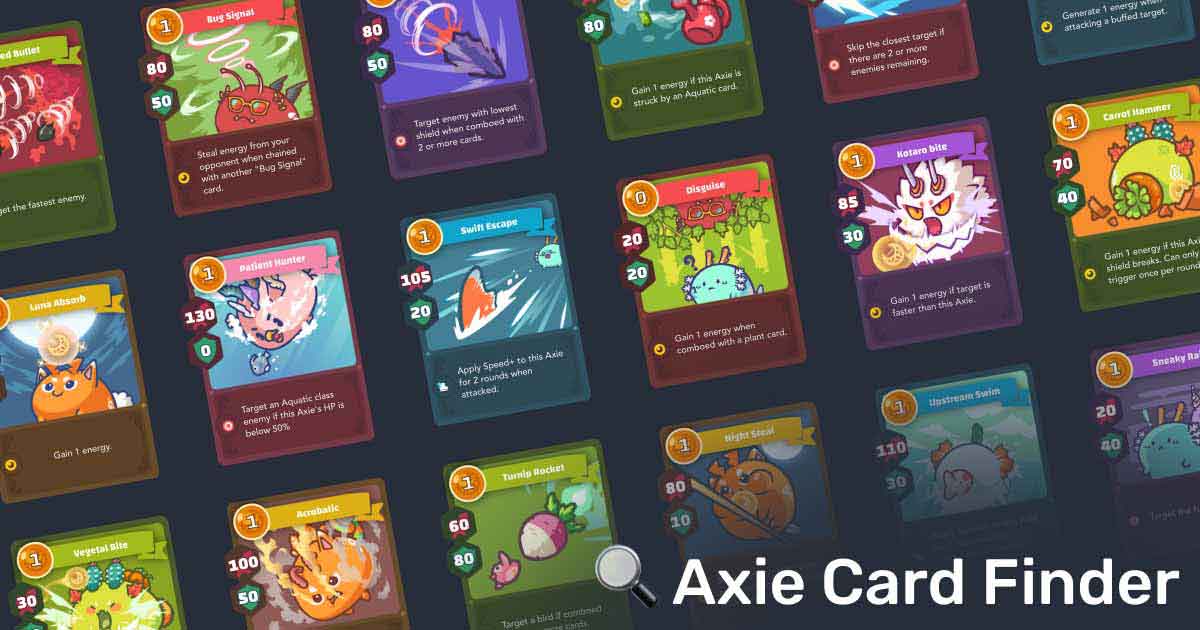 ed Bullet
get the fastest enemy.
1
Bug Signal
80
50
Steal energy from your
opponent when chained
with another "Bug Signal"
card.
80
50
Target enemy with lowest
shield when comboed with
2 or more cards.
80
Gain 1 energy if this Axie is
struck by an Aquatic card.
Skip the closest target if
there are 2 or more
enemies remaining.
Generate 1 energy when
attacking a buffed target.
Luna Absorb
Gain 1 energy.
1
Patient Hunter
130
0
Target an Aquatic class
enemy if this Axie's HP is
below 50%
1
Swift Escape
105
20
Apply Speed+ to this Axie
for 2 rounds when
attacked.
0
Disguise
20
20
Gain 1 energy when
comboed with a plant card.
1
Kotaro bite
85
30
Gain 1 energy if target is
faster than this Axie.
1
Carrot Hammer
70
40
Gain 1 energy if this Axi
shield breaks. Can only
trigger once per round
1
Vegetal Bite
30
1
Acrobatic
100
50
1
Turnip Rocket
60
80
Target a bird if combined
1
Night Steal
80
10
1
Upstream Swim
110
30
1
Sneaky Ra
20
40
Target the fu
Axie Card Finder